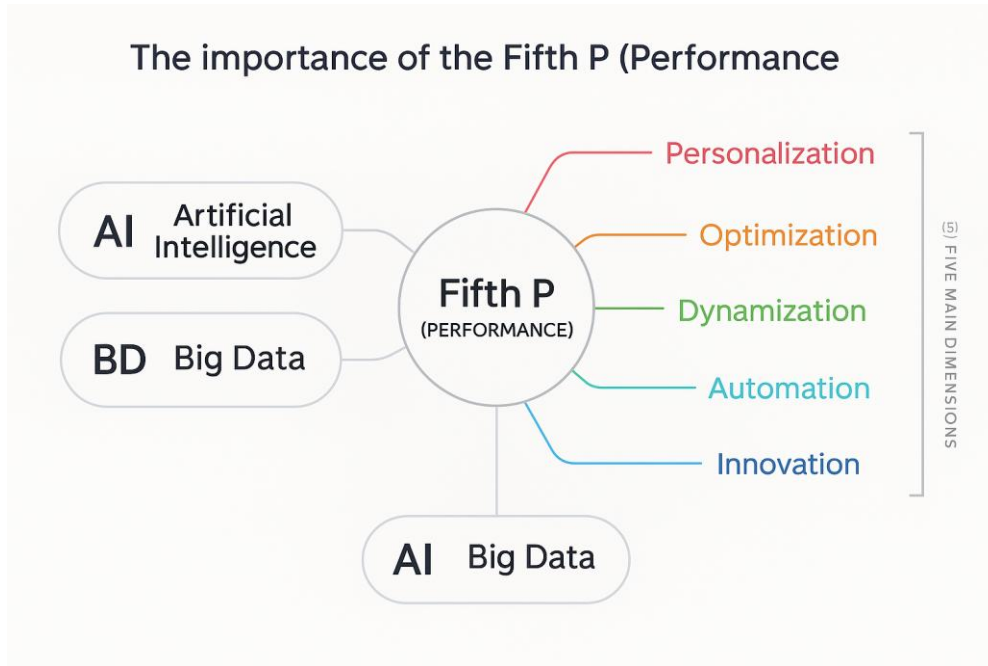 The importance of the Fifth P (Performance
AI Artificial
Intelligence
BD Big Data
Fifth P
(PERFORMANCE)
AI Big Data
Personalization
Optimization
Dynamization
Automation
Innovation
(5) FIVE MAIN DIMENSIONS